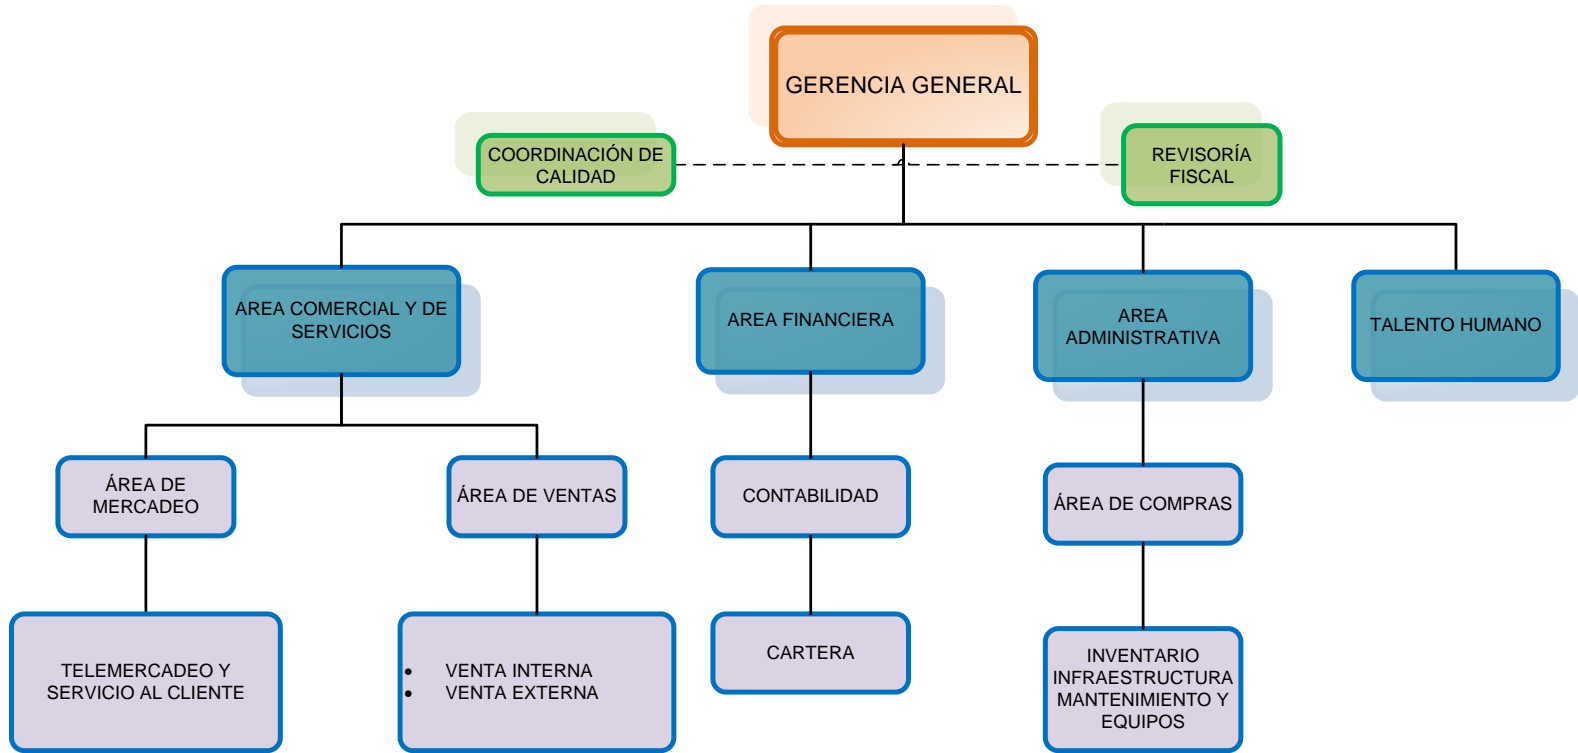 GERENCIA GENERAL
COORDINACIÓN DE
CALIDAD
REVISORÍA
FISCAL
AREA COMERCIAL Y DE
SERVICIOS
AREA FINANCIERA
AREA
ADMINISTRATIVA
TALENTO HUMANO
ÁREA DE
MERCADEO
ÁREA DE VENTAS
CONTABILIDAD
ÁREA DE COMPRAS
TELEMERCADEO Y
SERVICIO AL CLIENTE
• VENTA INTERNA
• VENTA EXTERNA
CARTERA
INVENTARIO
INFRAESTRUCTURA
MANTENIMIENTO Y
EQUIPOS